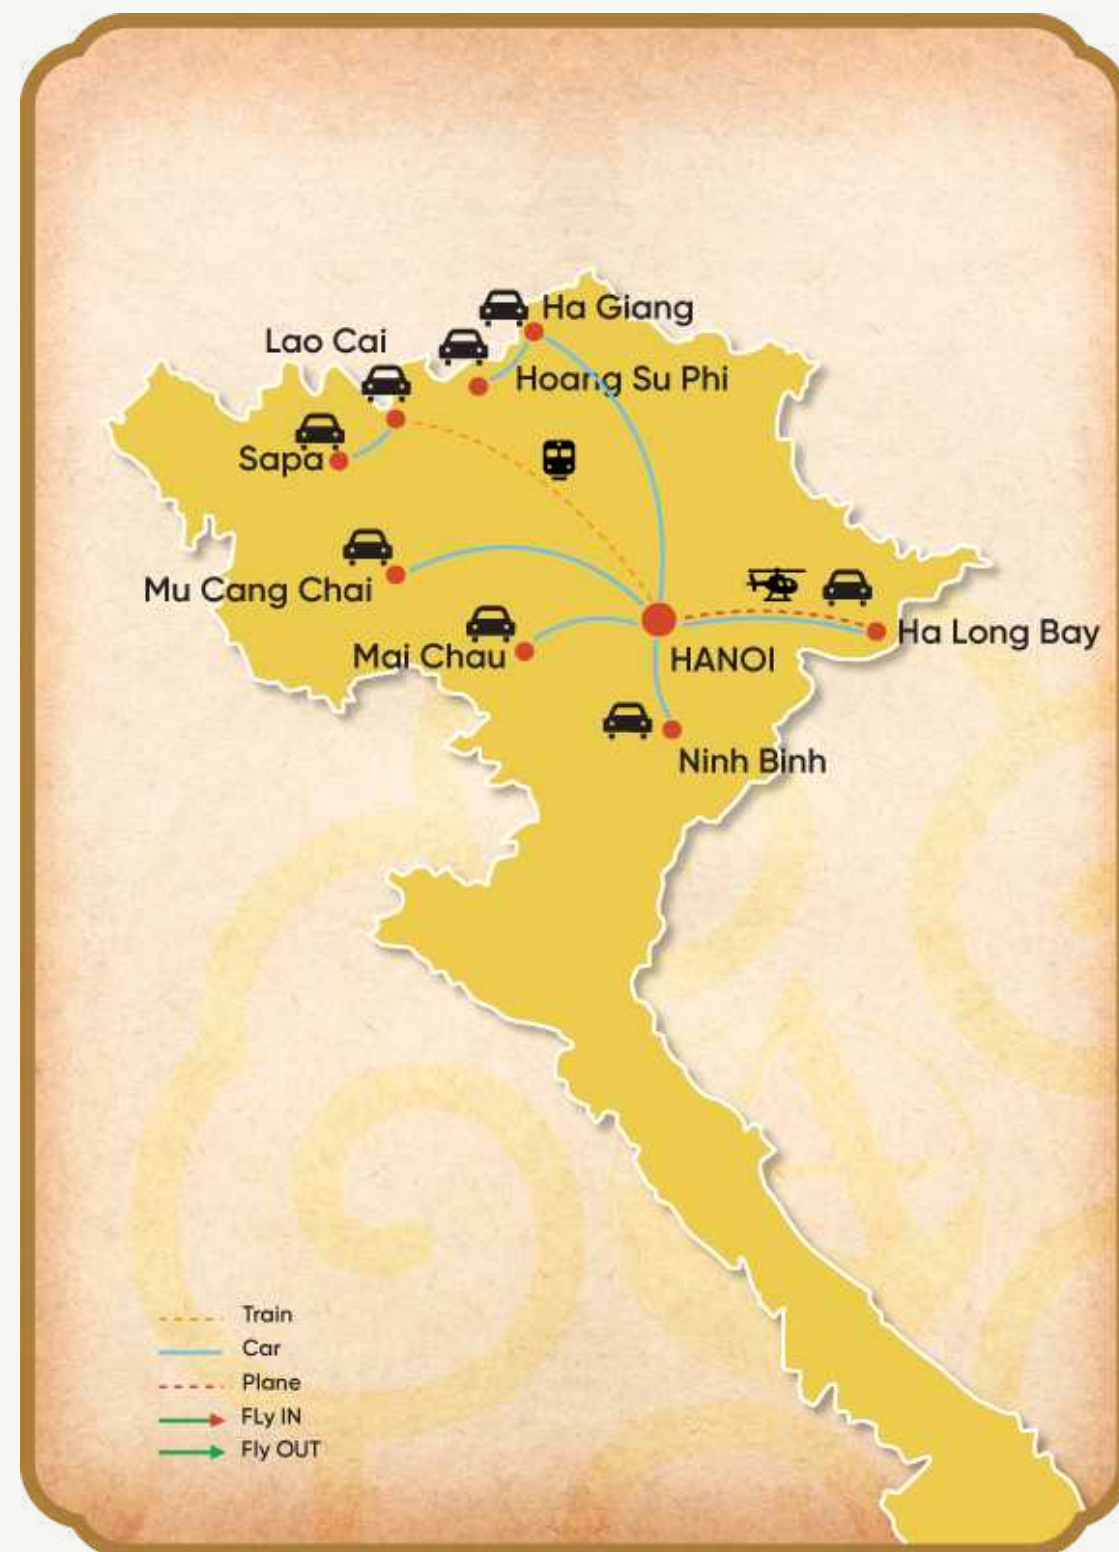 Ha Giang
Lao Cai
Hoang Su Phi
Sapa
Mu Cang Chai
Mai Chau
HANOI
Ha Long Bay
Ninh Binh
Train
Car
Plane
FLy IN
Fly OUT